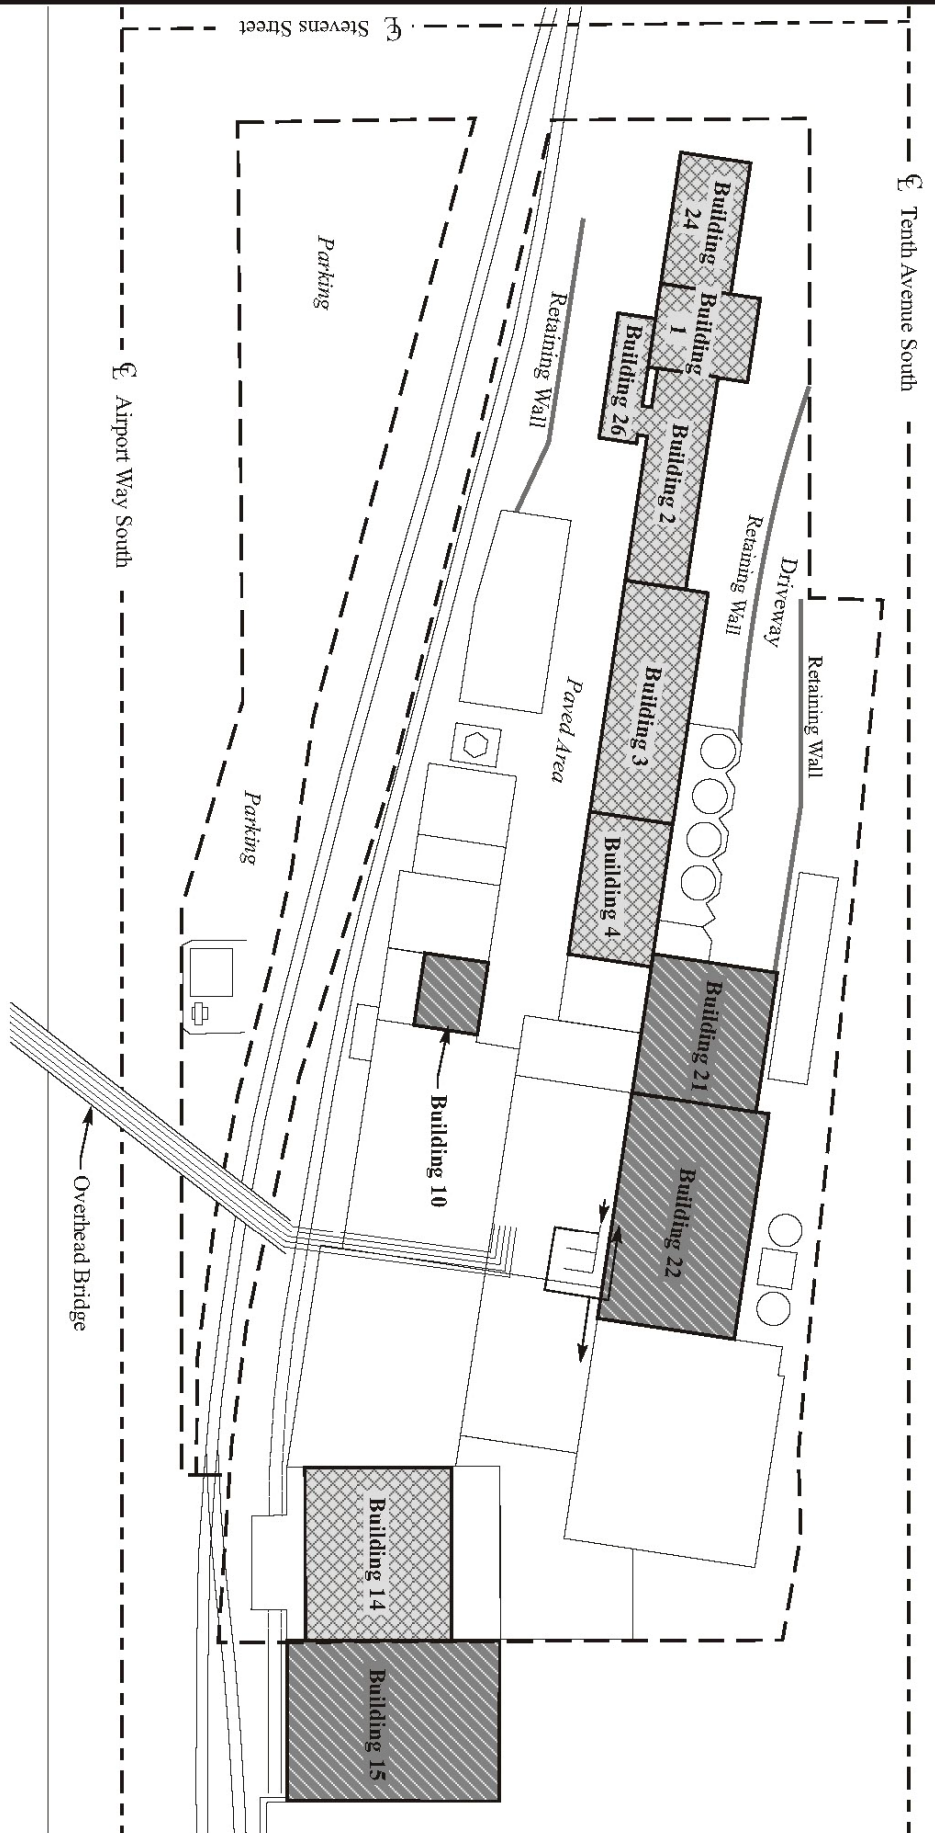 ℄ Stevens Street
℄ Tenth Avenue South
℄ Airport Way South
Parking
Retaining Wall
Building
24
Building
1
Building 26
Building 2
Retaining Wall
Driveway
Retaining Wall
Building 3
Paved Area
Parking
Building 4
Building 21
Building 10
Building 22
Overhead Bridge
Building 14
Building 15